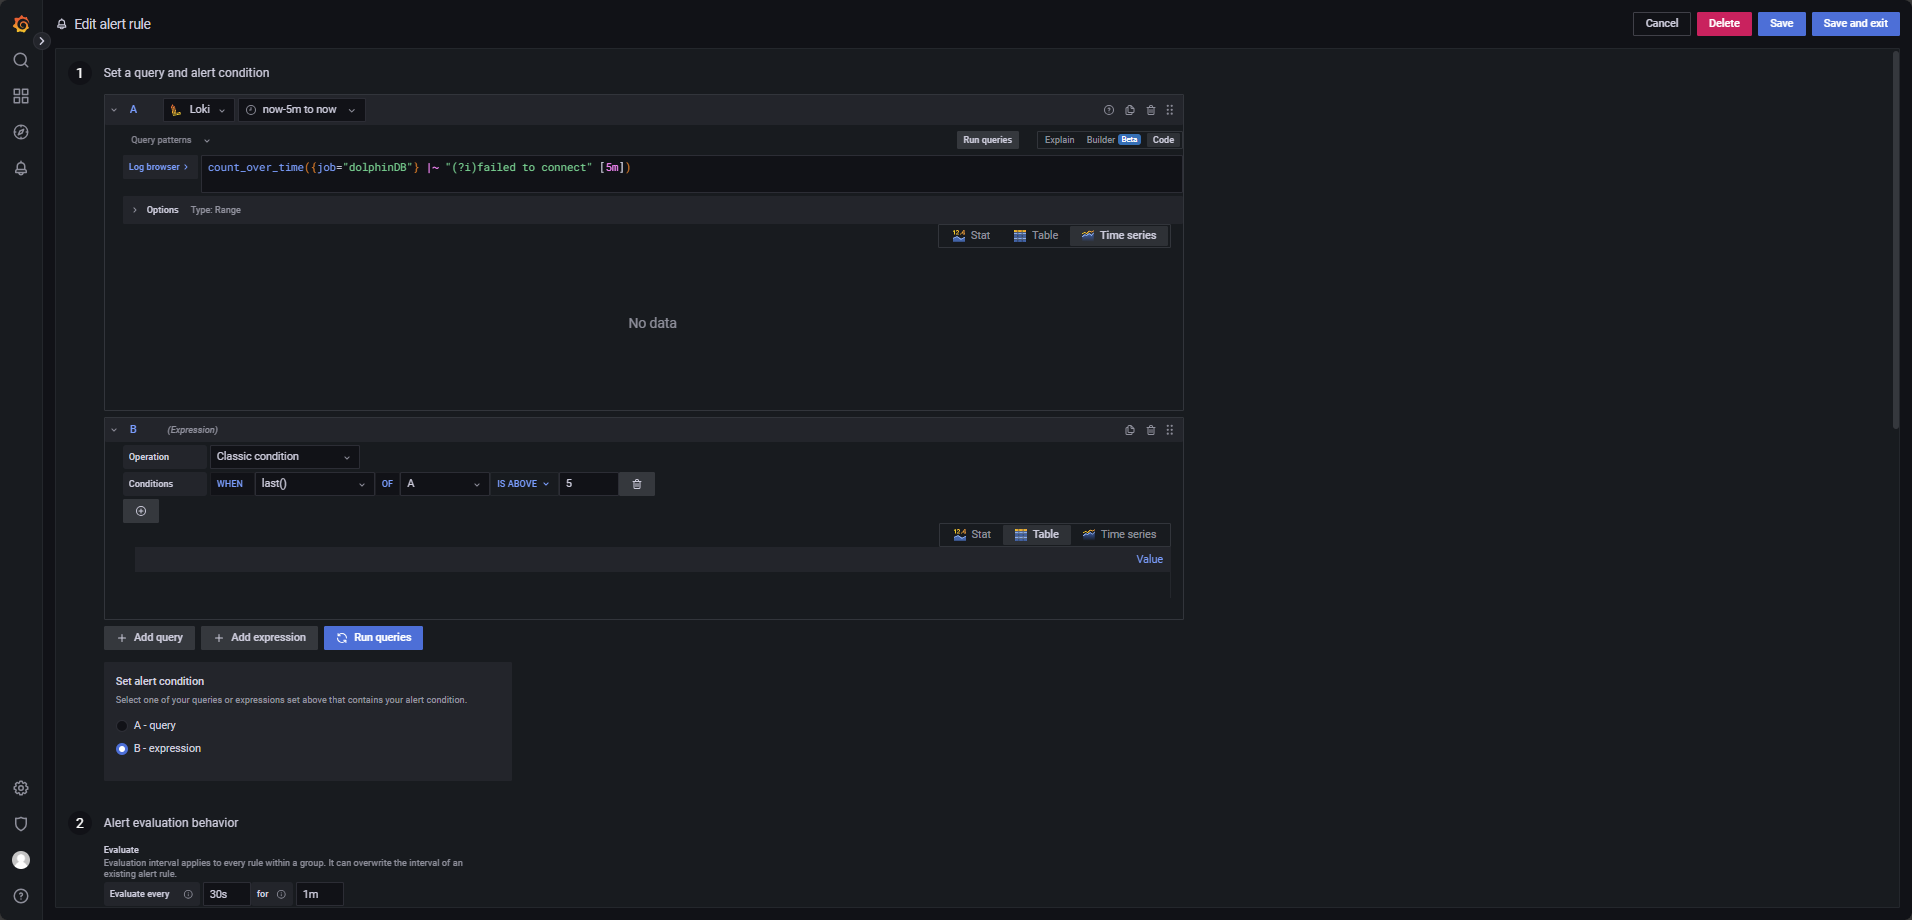 Edit alert rule
Cancel
Delete
Save
Save and exit
1 Set a query and alert condition
A Loki now-5m to now
Query patterns
Run queries
Explain Builder Beta Code
Log browser > count_over_time({job="dolphinDB"} |~ "(?i)failed to connect" [5m])
Options Type: Range
12.4 Stat Table Time series
No data
B (Expression)
Operation Classic condition
Conditions WHEN last() OF A IS ABOVE 5
12.4 Stat Table Time series
Value
+ Add query + Add expression Run queries
Set alert condition
Select one of your queries or expressions set above that contains your alert condition.
A - query
B - expression
2 Alert evaluation behavior
Evaluate
Evaluation interval applies to every rule within a group. It can overwrite the interval of an
existing alert rule.
Evaluate every 30s for 1m